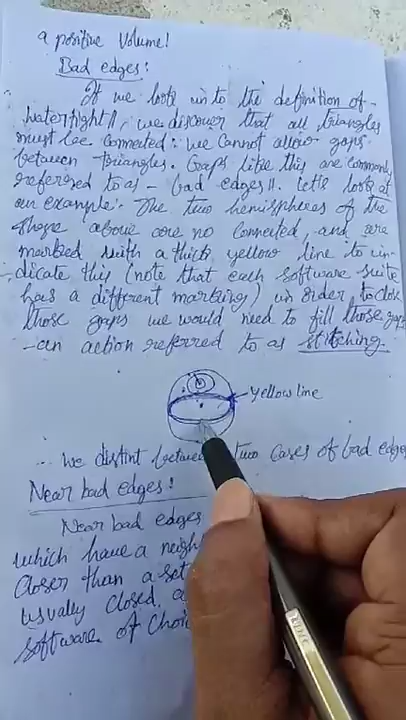 a positive Volume!
Bad edges:
If we look into the definition of
watertight, we discover that all triangles
must be connected: we cannot allow gaps
between triangles. Gaps like this are commonly
referred to as - bad edges". Let's look at
an example: The two hemispheres of the
shape above are no connected, and are
marked with a thick yellow line to in-
dicate this (note that each software suite
has a different marking) in order to close
those gaps we would need to fill those gaps
-an action referred to as stitching.
yellow line
we distint between two cases of bad edges
Near bad edges:
Near bad edges
which have a neigh
closer than a set
usually closed
software of choi